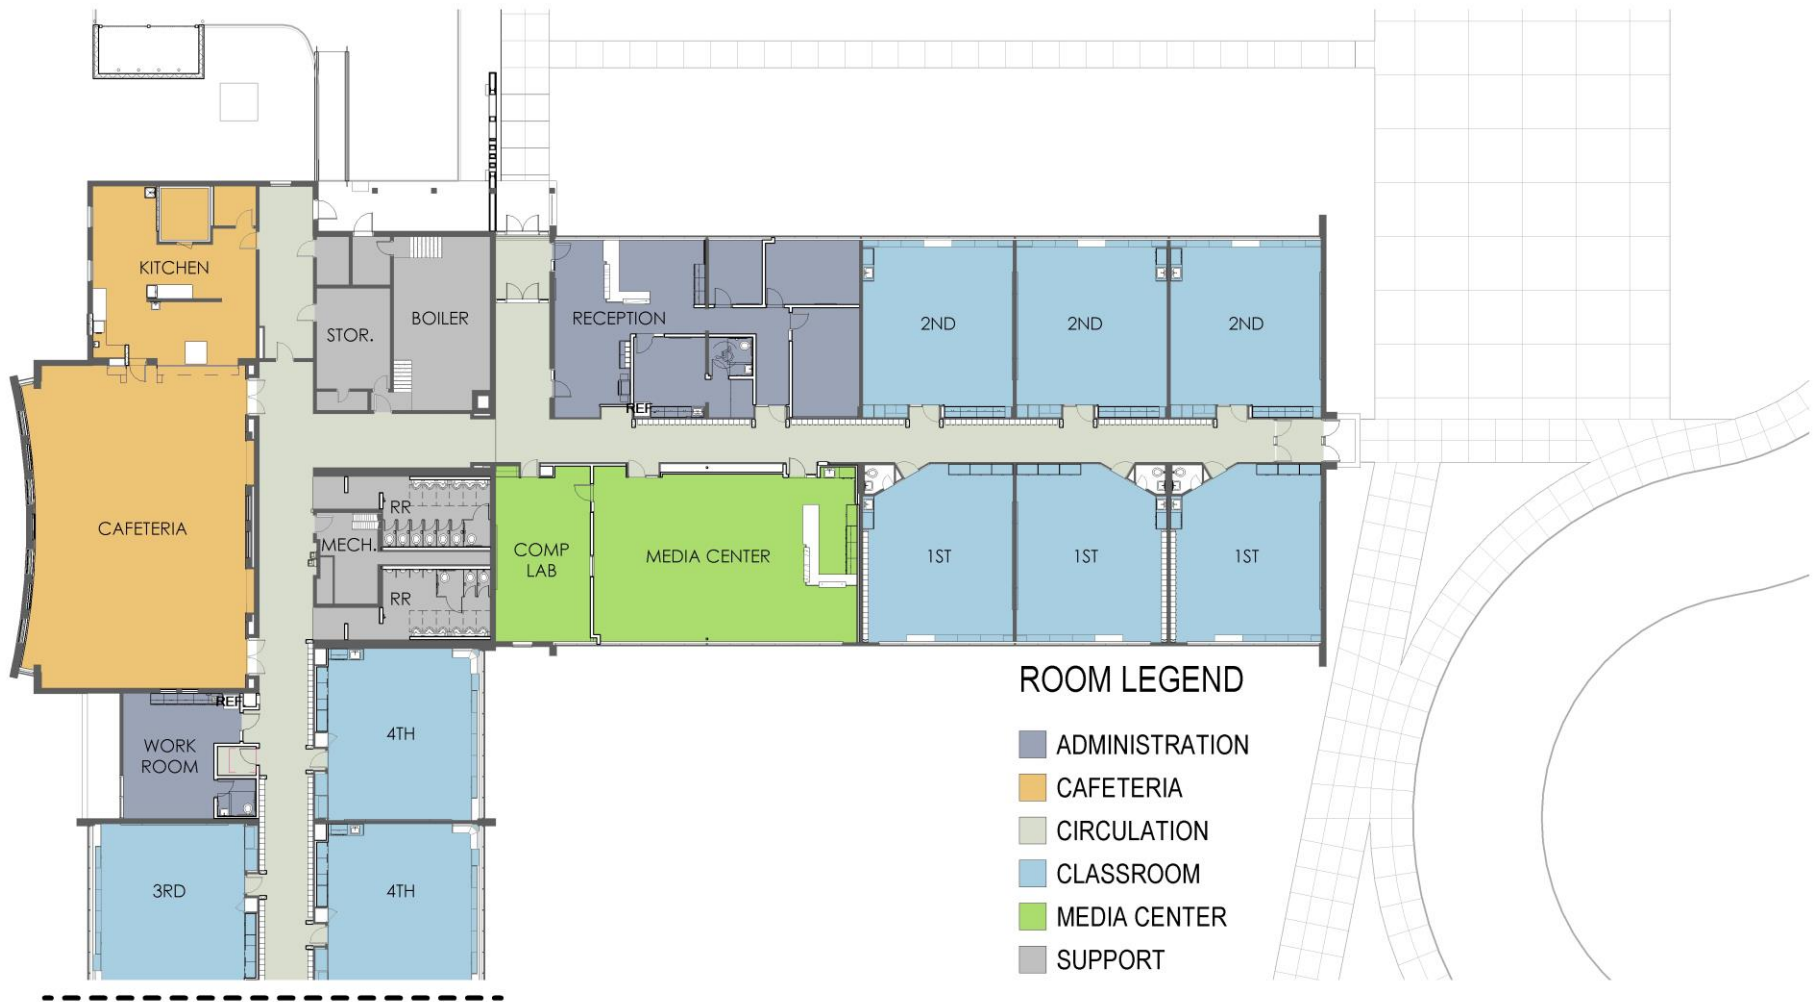 KITCHEN
STOR.
BOILER
RECEPTION
REF
2ND
2ND
2ND
CAFETERIA
RR
MECH.
RR
COMP
LAB
MEDIA CENTER
1ST
1ST
1ST
REF
WORK
ROOM
4TH
3RD
4TH
ROOM LEGEND
ADMINISTRATION
CAFETERIA
CIRCULATION
CLASSROOM
MEDIA CENTER
SUPPORT